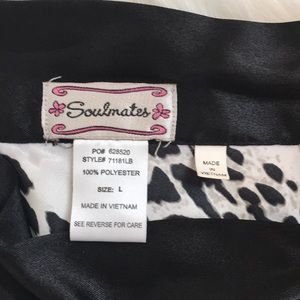 Soulmates
PO# 628520
STYLE# 71181LB
100% POLYESTER
SIZE: L
MADE IN VIETNAM
SEE REVERSE FOR CARE
MADE
IN
VIETNAM